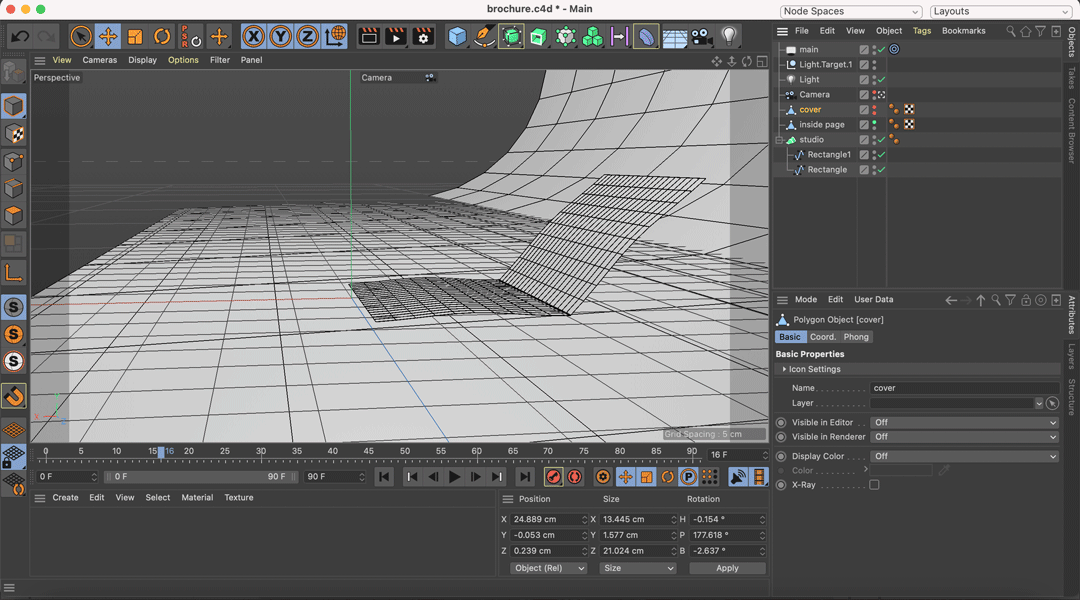 brochure.c4d * - Main
Node Spaces
Layouts
PSR
X Y Z
File Edit View Object Tags Bookmarks
View Cameras Display Options Filter Panel
Perspective
Camera
main
Light.Target.1
Light
Camera
cover
inside page
studio
Rectangle1
Rectangle
Objects
Takes
Content Browser
Mode Edit User Data
Polygon Object [cover]
Basic Coord. Phong
Basic Properties
Icon Settings
Name cover
Layer
Visible in Editor Off
Visible in Renderer Off
Display Color Off
Color
X-Ray
Attributes
Layers
Structure
S
S
S
Grid Spacing : 5 cm
0 5 10 16 20 25 30 35 40 45 50 55 60 65 70 75 80 85 90
16 F
0 F 0 F 90 F 90 F
P
Create Edit View Select Material Texture
Position Size Rotation
X 24.889 cm X 13.445 cm H -0.154 °
Y -0.053 cm Y 1.577 cm P 177.618 °
Z 0.239 cm Z 21.024 cm B -2.637 °
Object (Rel) Size Apply